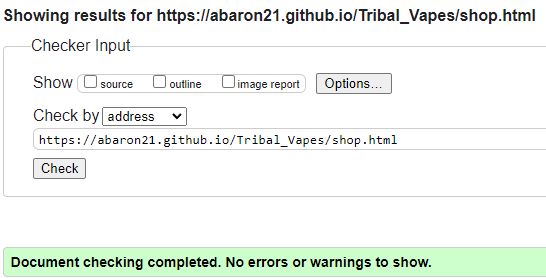 Showing results for https://abaron21.github.io/Tribal_Vapes/shop.html
Checker Input
Show source outline image report Options...
Check by address
https://abaron21.github.io/Tribal_Vapes/shop.html
Check
Document checking completed. No errors or warnings to show.